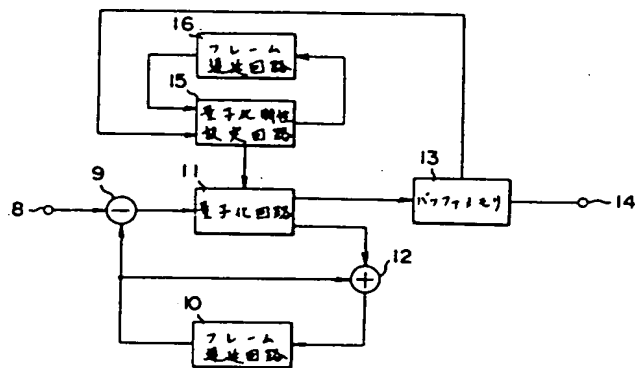 16
フレーム
遅延回路
15
量子化特性
設定回路
11
量子化回路
9
8
13
バッファメモリ
14
12
10
フレーム
遅延回路